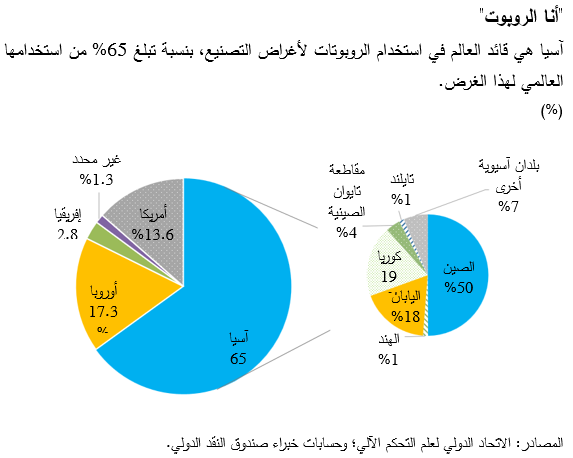 "أنا الروبوت"
آسيا هي قائد العالم في استخدام الروبوتات لأغراض التصنيع، بنسبة تبلغ 65% من استخدامها
العالمي لهذا الغرض.
(%)
غير محدد
%1.3
إفريقيا
2.8
أمريكا
%13.6
أوروبا
17.3
%
آسيا
65
مقاطعة
تايوان
الصينية
%4
تايلند
%1
بلدان آسيوية
أخرى
%7
كوريا
19
الصين
%50
اليابان
%18
الهند
%1
المصادر: الاتحاد الدولي لعلم التحكم الآلي؛ وحسابات خبراء صندوق النقد الدولي.